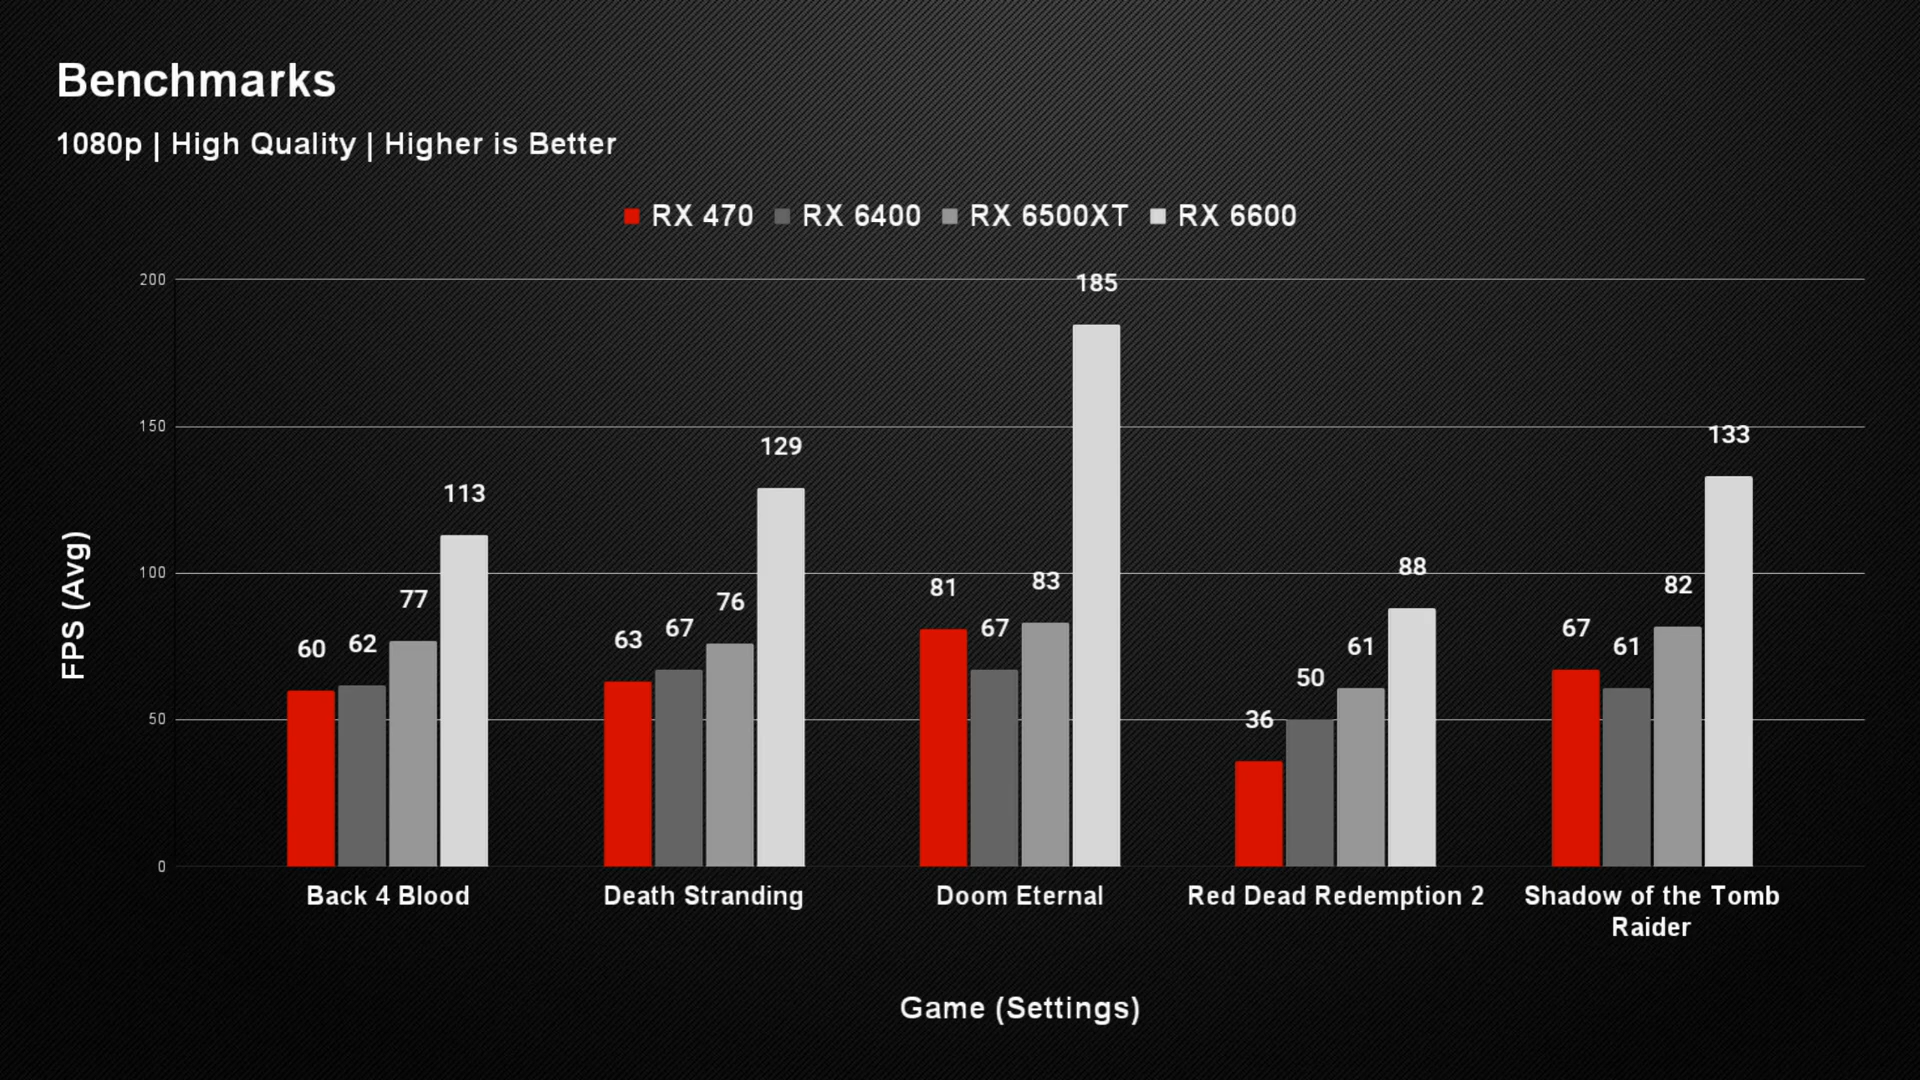 Benchmarks
1080p | High Quality | Higher is Better
RX 470 RX 6400 RX 6500XT RX 6600
200
150
100
50
0
FPS (Avg)
60 62 77 113
63 67 76 129
81 67 83 185
36 50 61 88
67 61 82 133
Back 4 Blood
Death Stranding
Doom Eternal
Red Dead Redemption 2
Shadow of the Tomb
Raider
Game (Settings)